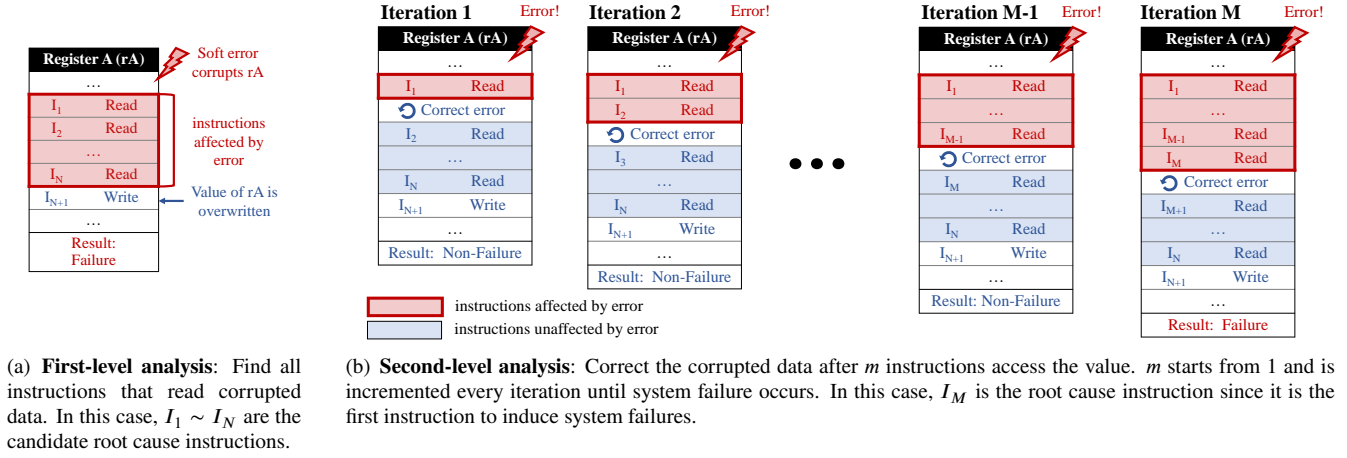 Register A (rA)
Soft error
corrupts rA
…
I1 Read
I2 Read
…
IN Read
instructions
affected by
error
IN+1 Write
Value of rA is
overwritten
…
Result:
Failure
Iteration 1
Error!
Register A (rA)
…
I1 Read
Correct error
I2 Read
…
IN Read
IN+1 Write
…
Result: Non-Failure
Iteration 2
Error!
Register A (rA)
…
I1 Read
I2 Read
Correct error
I3 Read
…
IN Read
IN+1 Write
…
Result: Non-Failure
Iteration M-1
Error!
Register A (rA)
…
I1 Read
…
IM-1 Read
Correct error
IM Read
…
IN Read
IN+1 Write
…
Result: Non-Failure
Iteration M
Error!
Register A (rA)
…
I1 Read
…
IM-1 Read
IM Read
Correct error
IM+1 Read
…
IN Read
IN+1 Write
…
Result: Failure
instructions affected by error
instructions unaffected by error
(a) First-level analysis: Find all
instructions that read corrupted
data. In this case, I1 ∼ IN are the
candidate root cause instructions.
(b) Second-level analysis: Correct the corrupted data after m instructions access the value. m starts from 1 and is
incremented every iteration until system failure occurs. In this case, IM is the root cause instruction since it is the
first instruction to induce system failures.